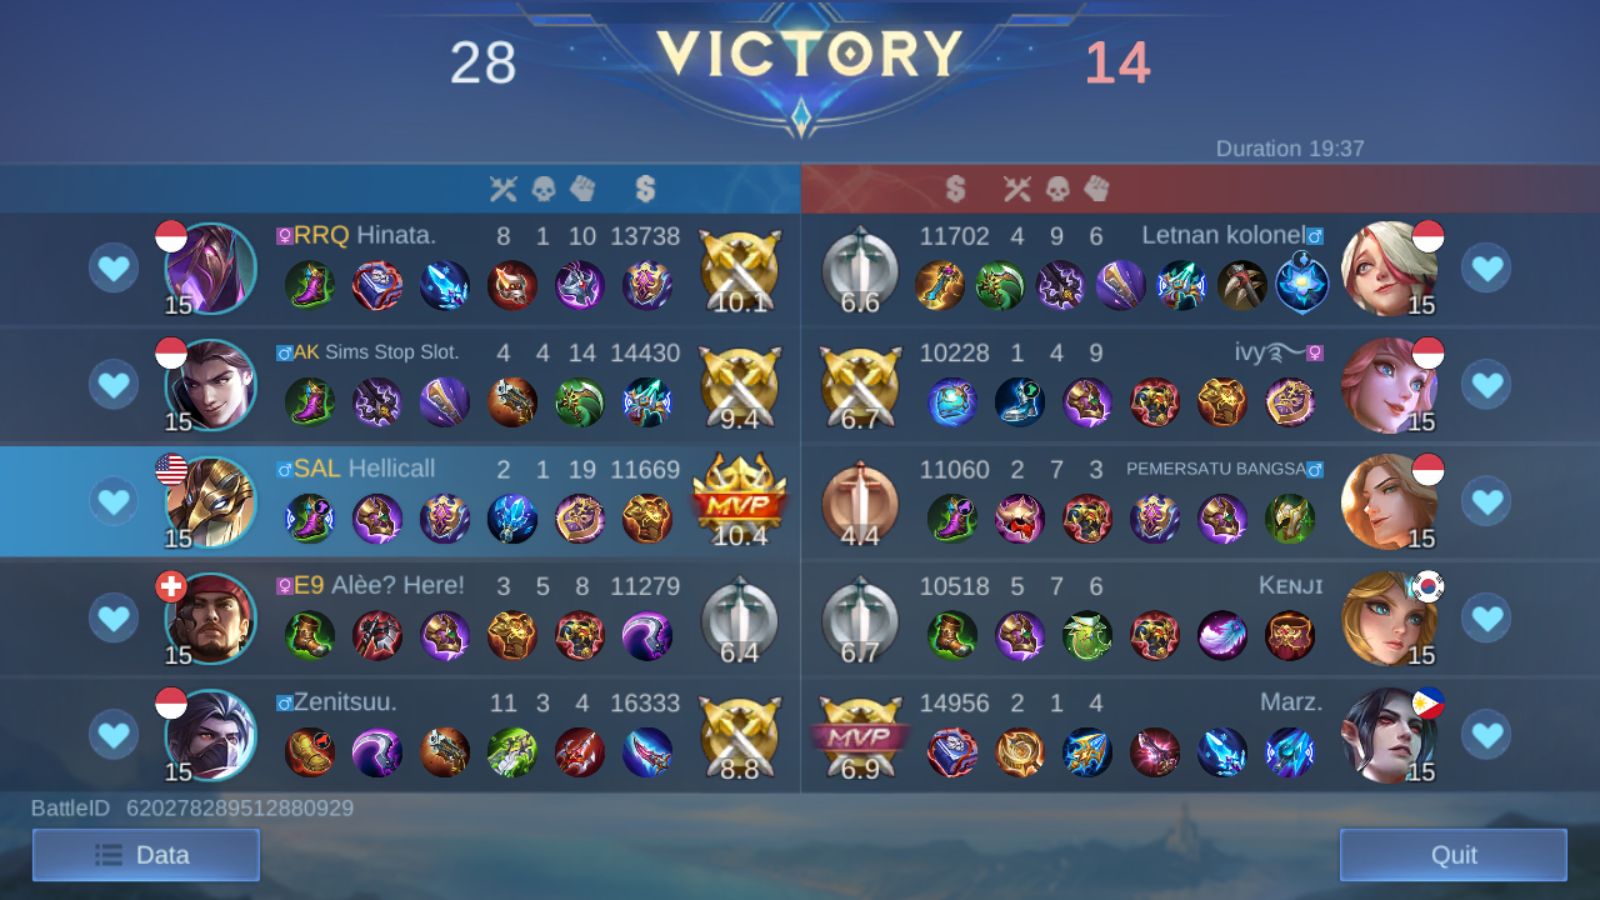 28 VICTORY 14
Duration 19:37
RRQ Hinata. 8 1 10 13738
15 10.1
11702 4 9 6 Letnan kolonel
6.6 15
AK Sims Stop Slot. 4 4 14 14430
15 9.4
10228 1 4 9 ivy
6.7 15
SAL Hellicall 2 1 19 11669
MVP
15 10.4
11060 2 7 3 PEMERSATU BANGSA
4.4 15
E9 Alèe? Here! 3 5 8 11279
15 6.4
10518 5 7 6 KENJI
6.7 15
Zenitsuu. 11 3 4 16333
15 8.8
14956 2 1 4 Marz.
MVP
6.9 15
BattleID 620278289512880929
Data
Quit